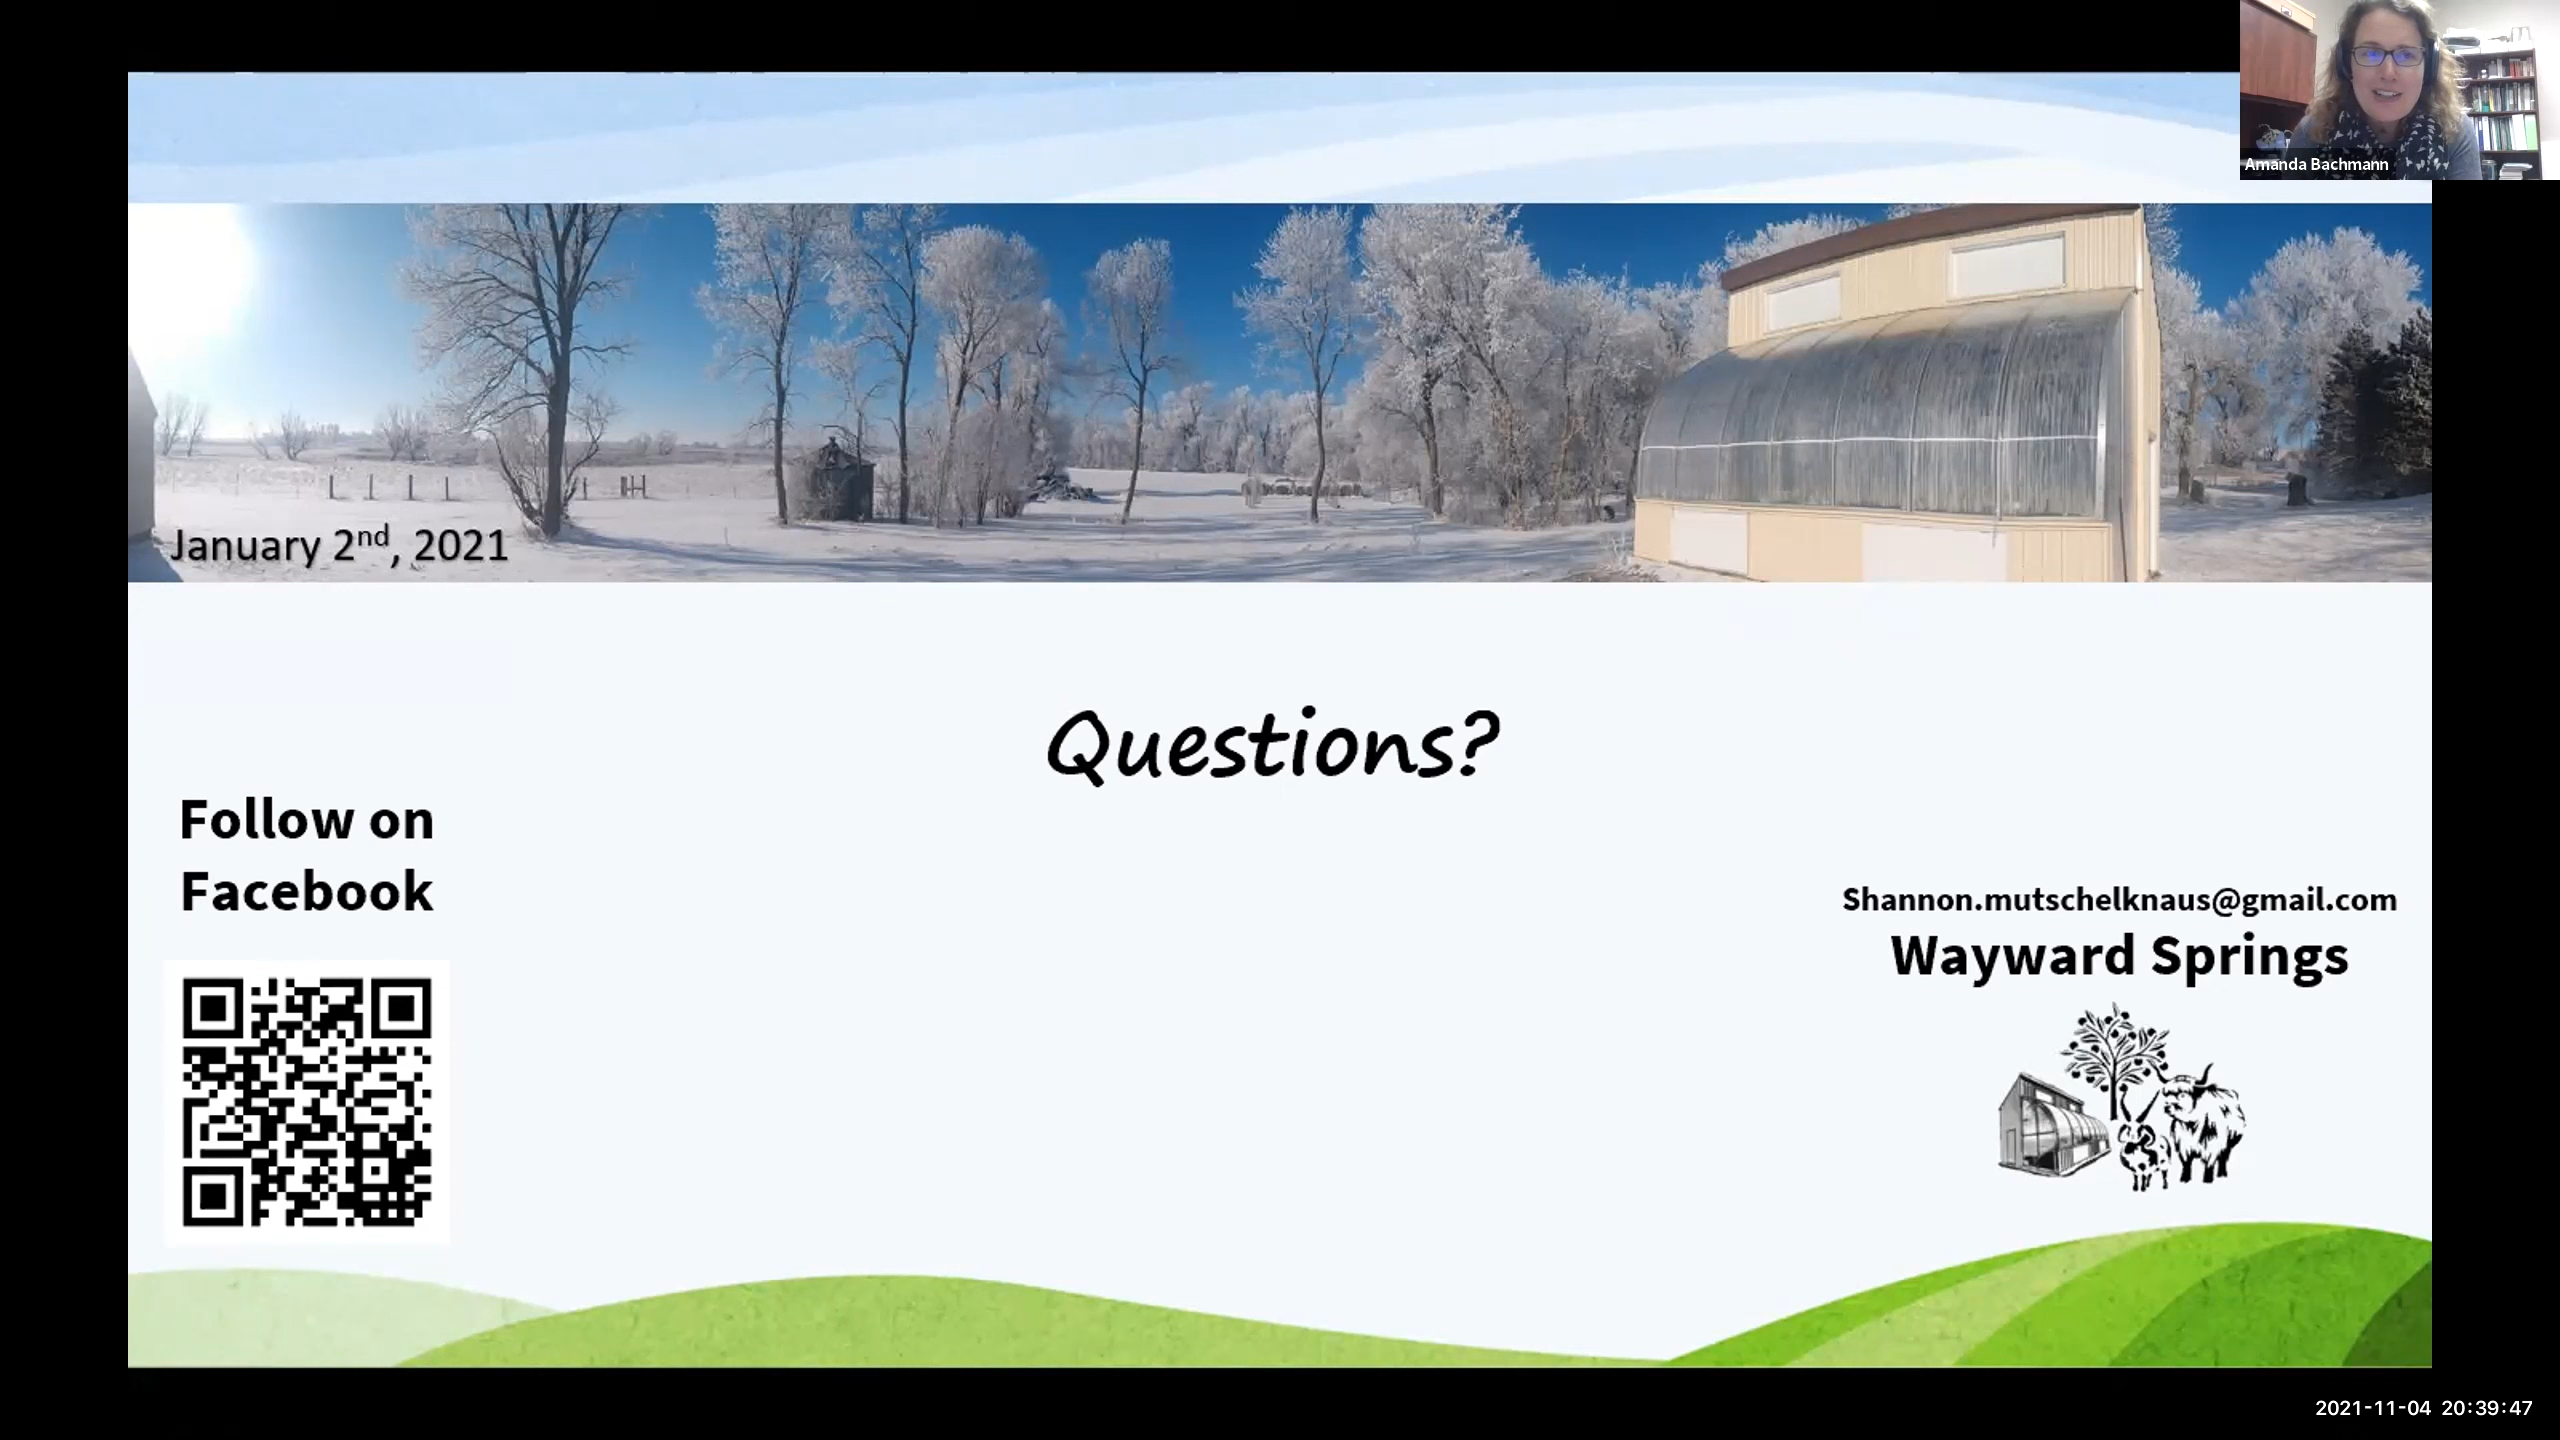 Amanda Bachmann
January 2nd, 2021
Questions?
Follow on
Facebook
Shannon.mutschelknaus@gmail.com
Wayward Springs
2021-11-04 20:39:47